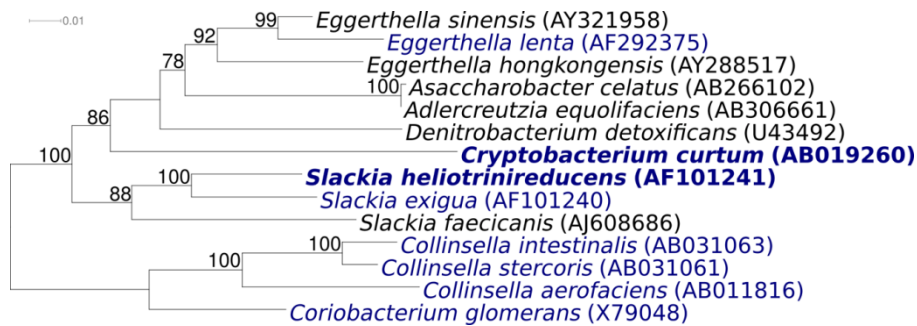 0.01
99
Eggerthella sinensis (AY321958)
92
Eggerthella lenta (AF292375)
78
Eggerthella hongkongensis (AY288517)
100
Asaccharobacter celatus (AB266102)
Adlercreutzia equolifaciens (AB306661)
86
Denitrobacterium detoxificans (U43492)
100
Cryptobacterium curtum (AB019260)
100
Slackia heliotrinireducens (AF101241)
88
Slackia exigua (AF101240)
Slackia faecicanis (AJ608686)
100
Collinsella intestinalis (AB031063)
100
Collinsella stercoris (AB031061)
Collinsella aerofaciens (AB011816)
Coriobacterium glomerans (X79048)